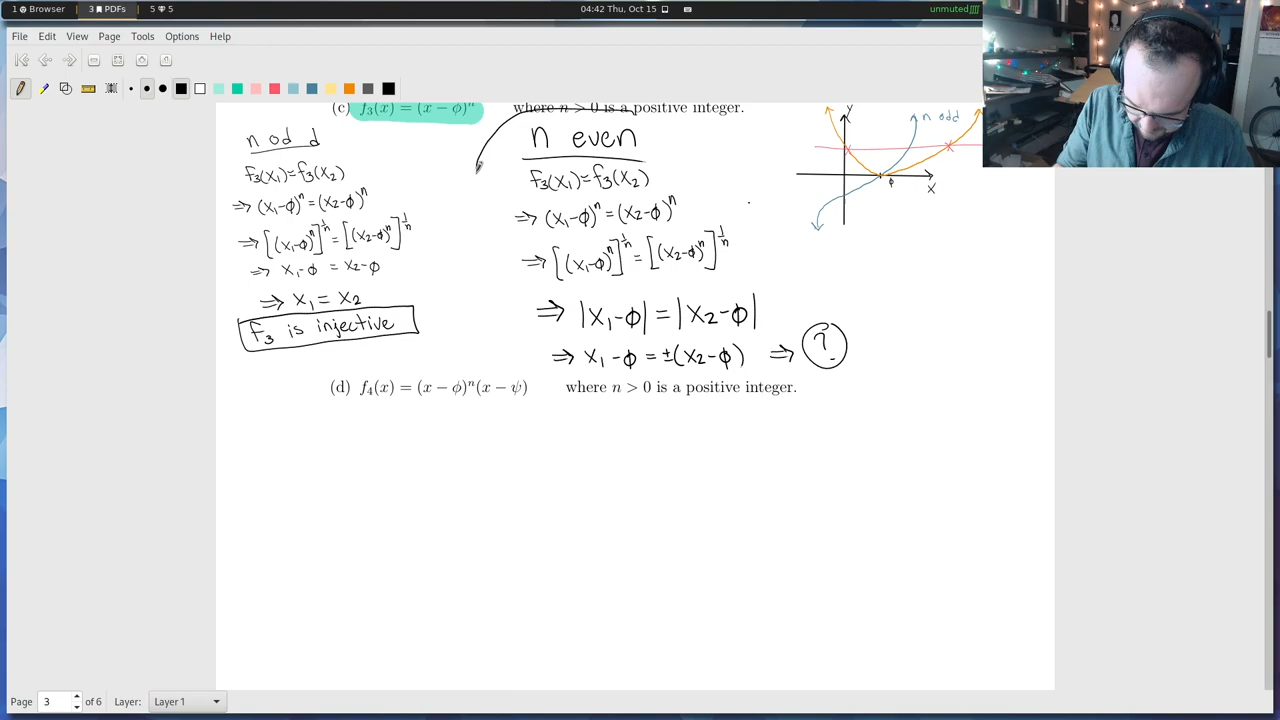 1 Browser 3 PDFs 5 5 04:42 Thu, Oct 15 unmuted
File Edit View Page Tools Options Help
(c) f₃(x) = (x − ϕ)ⁿ where n > 0 is a positive integer.
n odd
f₃(x₁)=f₃(x₂)
⇒ (x₁-ϕ)ⁿ = (x₂-ϕ)ⁿ
⇒ [(x₁-ϕ)ⁿ]^{1/n} = [(x₂-ϕ)ⁿ]^{1/n}
⇒ x₁-ϕ = x₂-ϕ
⇒ x₁ = x₂
f₃ is injective
n even
f₃(x₁)=f₃(x₂)
⇒ (x₁-ϕ)ⁿ = (x₂-ϕ)ⁿ
⇒ [(x₁-ϕ)ⁿ]^{1/n} = [(x₂-ϕ)ⁿ]^{1/n}
⇒ |x₁-ϕ| = |x₂-ϕ|
⇒ x₁-ϕ = ±(x₂-ϕ) ⇒ ?
y
n odd
ϕ
x
(d) f₄(x) = (x − ϕ)ⁿ(x − ψ) where n > 0 is a positive integer.
Page 3 of 6 Layer: Layer 1